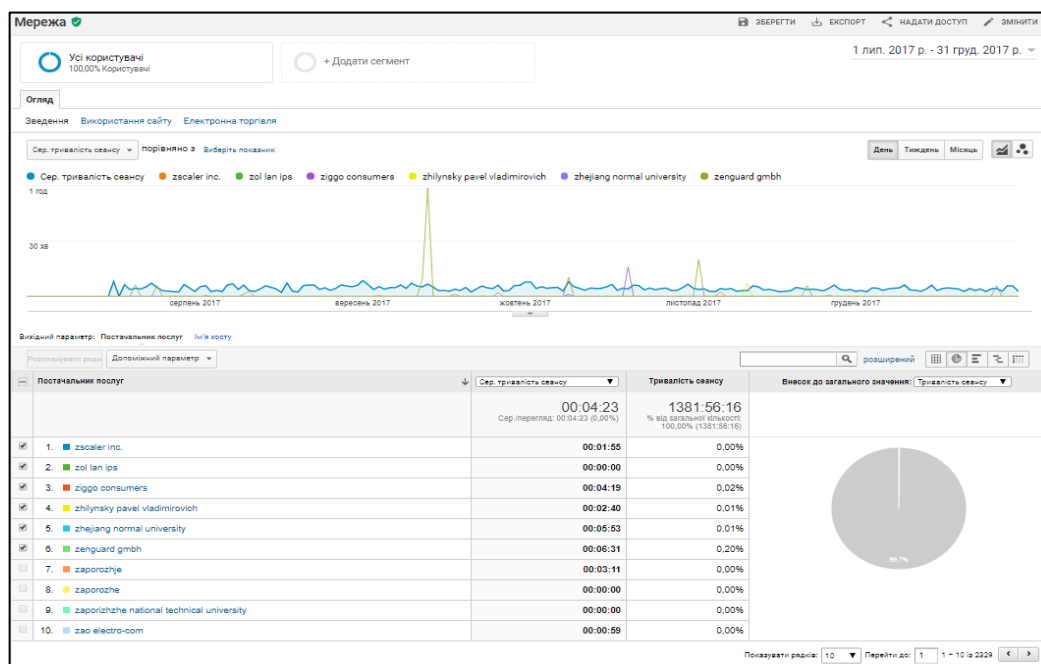 Мережа
ЗБЕРЕГТИ ЕКСПОРТ НАДАТИ ДОСТУП ЗМІНИТИ
Усі користувачі
100,00% Користувачі
+ Додати сегмент
1 лип. 2017 р. - 31 груд. 2017 р.
Огляд
Зведення Використання сайту Електронна торгівля
Сер. тривалість сеансу порівняно з Виберіть показник
День Тиждень Місяць
Сер. тривалість сеансу zscaler inc. zol lan ips ziggo consumers zhilynsky pavel vladimirovich zhejiang normal university zenguard gmbh
1 год
30 хв
серпень 2017 вересень 2017 жовтень 2017 листопад 2017 грудень 2017
Вихідний параметр: Постачальник послуг Ім'я хосту
Розпланувати ряди Допоміжний параметр розширений
Постачальник послуг Сер. тривалість сеансу Тривалість сеансу Внесок до загального значення: Тривалість сеансу
00:04:23 1381:56:16
Сер./перегляд: 00:04:23 (0,00%) % від загальної кількості: 100,00% (1381:56:16)
1. zscaler inc. 00:01:55 0,00%
2. zol lan ips 00:00:00 0,00%
3. ziggo consumers 00:04:19 0,02%
4. zhilynsky pavel vladimirovich 00:02:40 0,01%
5. zhejiang normal university 00:05:53 0,01%
6. zenguard gmbh 00:06:31 0,20%
7. zaporozhje 00:03:11 0,00%
8. zaporozhe 00:00:00 0,00%
9. zaporizhzhe national technical university 00:00:00 0,00%
10. zao electro-com 00:00:59 0,00%
99,7%
Показувати рядків: 10 Перейти до: 1 1 – 10 із 2329